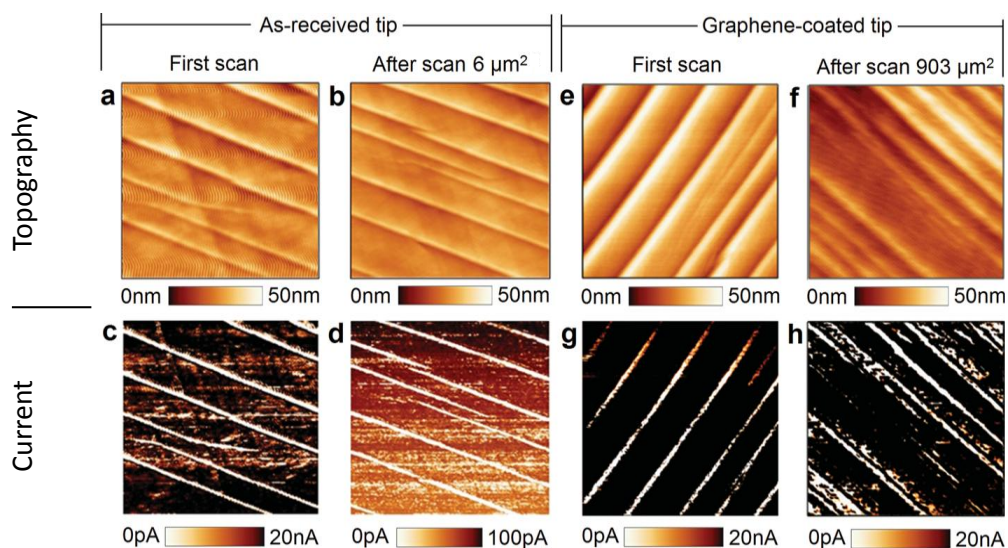 As-received tip
Graphene-coated tip
First scan
After scan 6 µm²
First scan
After scan 903 µm²
a
b
e
f
Topography
0nm 50nm
0nm 50nm
0nm 50nm
0nm 50nm
c
d
g
h
Current
0pA 20nA
0pA 100pA
0pA 20nA
0pA 20nA